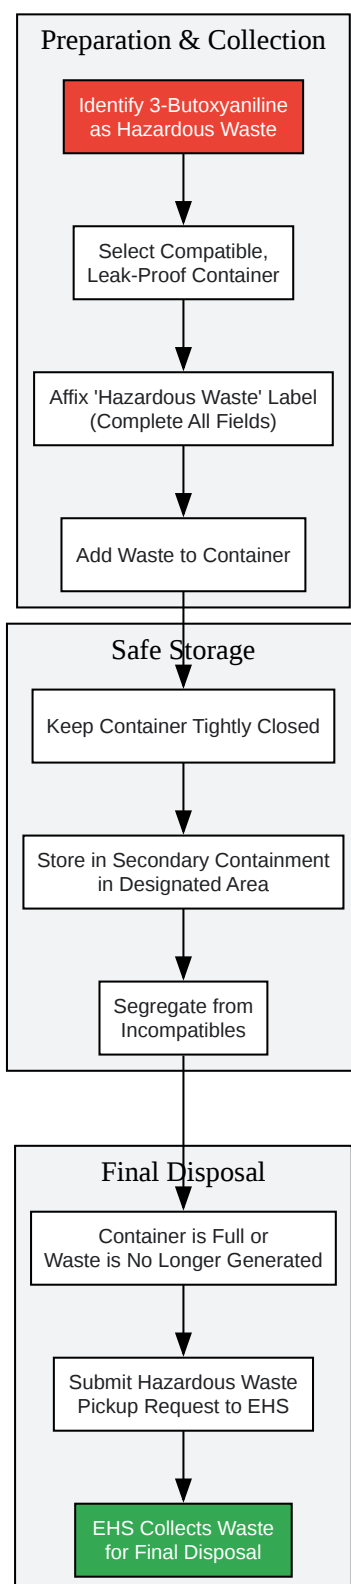 Preparation & Collection
Identify 3-Butoxyaniline
as Hazardous Waste
Select Compatible,
Leak-Proof Container
Affix 'Hazardous Waste' Label
(Complete All Fields)
Add Waste to Container
Safe Storage
Keep Container Tightly Closed
Store in Secondary Containment
in Designated Area
Segregate from
Incompatibles
Final Disposal
Container is Full or
Waste is No Longer Generated
Submit Hazardous Waste
Pickup Request to EHS
EHS Collects Waste
for Final Disposal